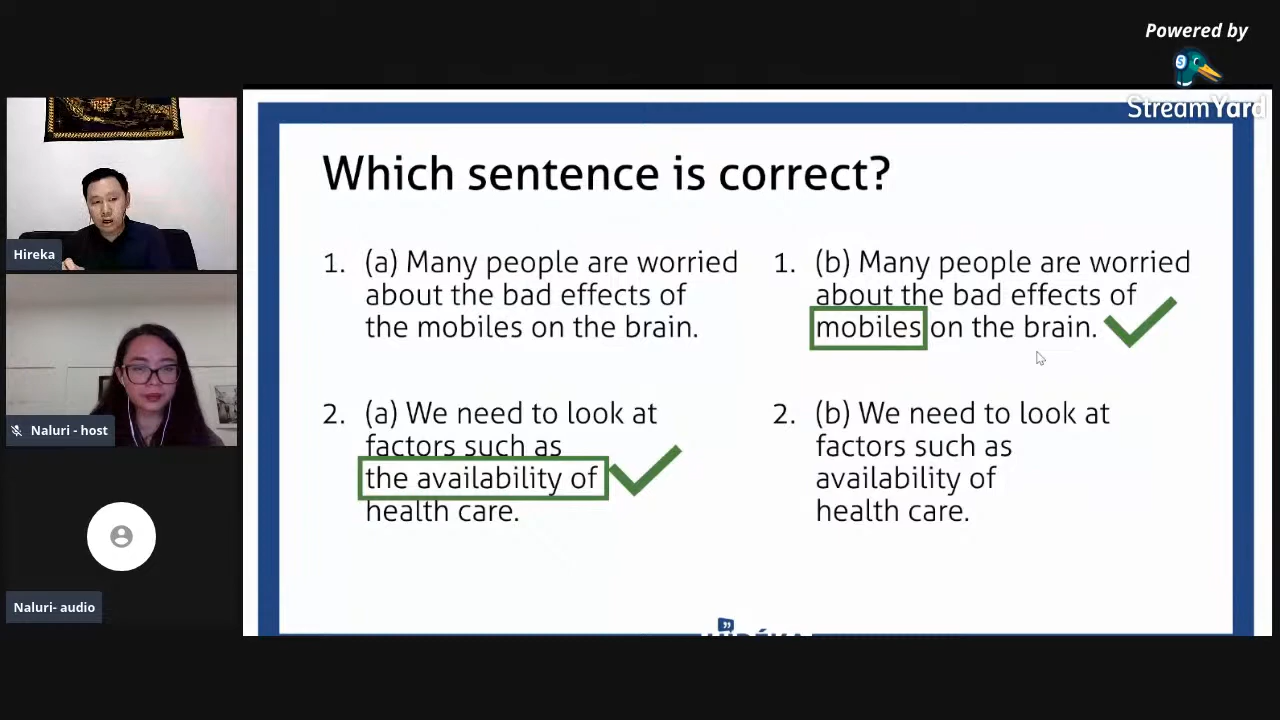 Powered by
StreamYard
Hireka
Naluri - host
Naluri- audio
Which sentence is correct?
1. (a) Many people are worried
about the bad effects of
the mobiles on the brain.
1. (b) Many people are worried
about the bad effects of
mobiles on the brain.
2. (a) We need to look at
factors such as
the availability of
health care.
2. (b) We need to look at
factors such as
availability of
health care.